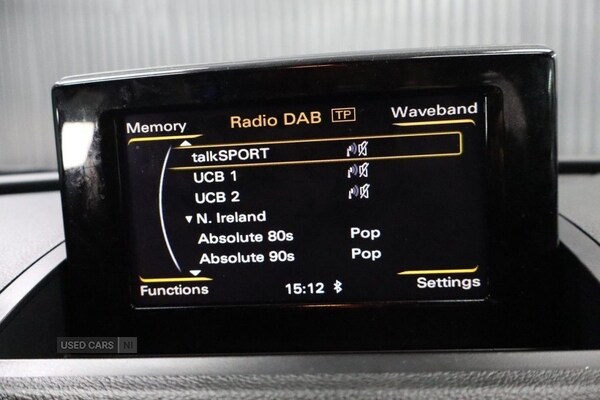 Radio DAB TP
Memory
Waveband
talkSPORT
UCB 1
UCB 2
N. Ireland
Absolute 80s Pop
Absolute 90s Pop
Functions
15:12
Settings
USED CARS NI